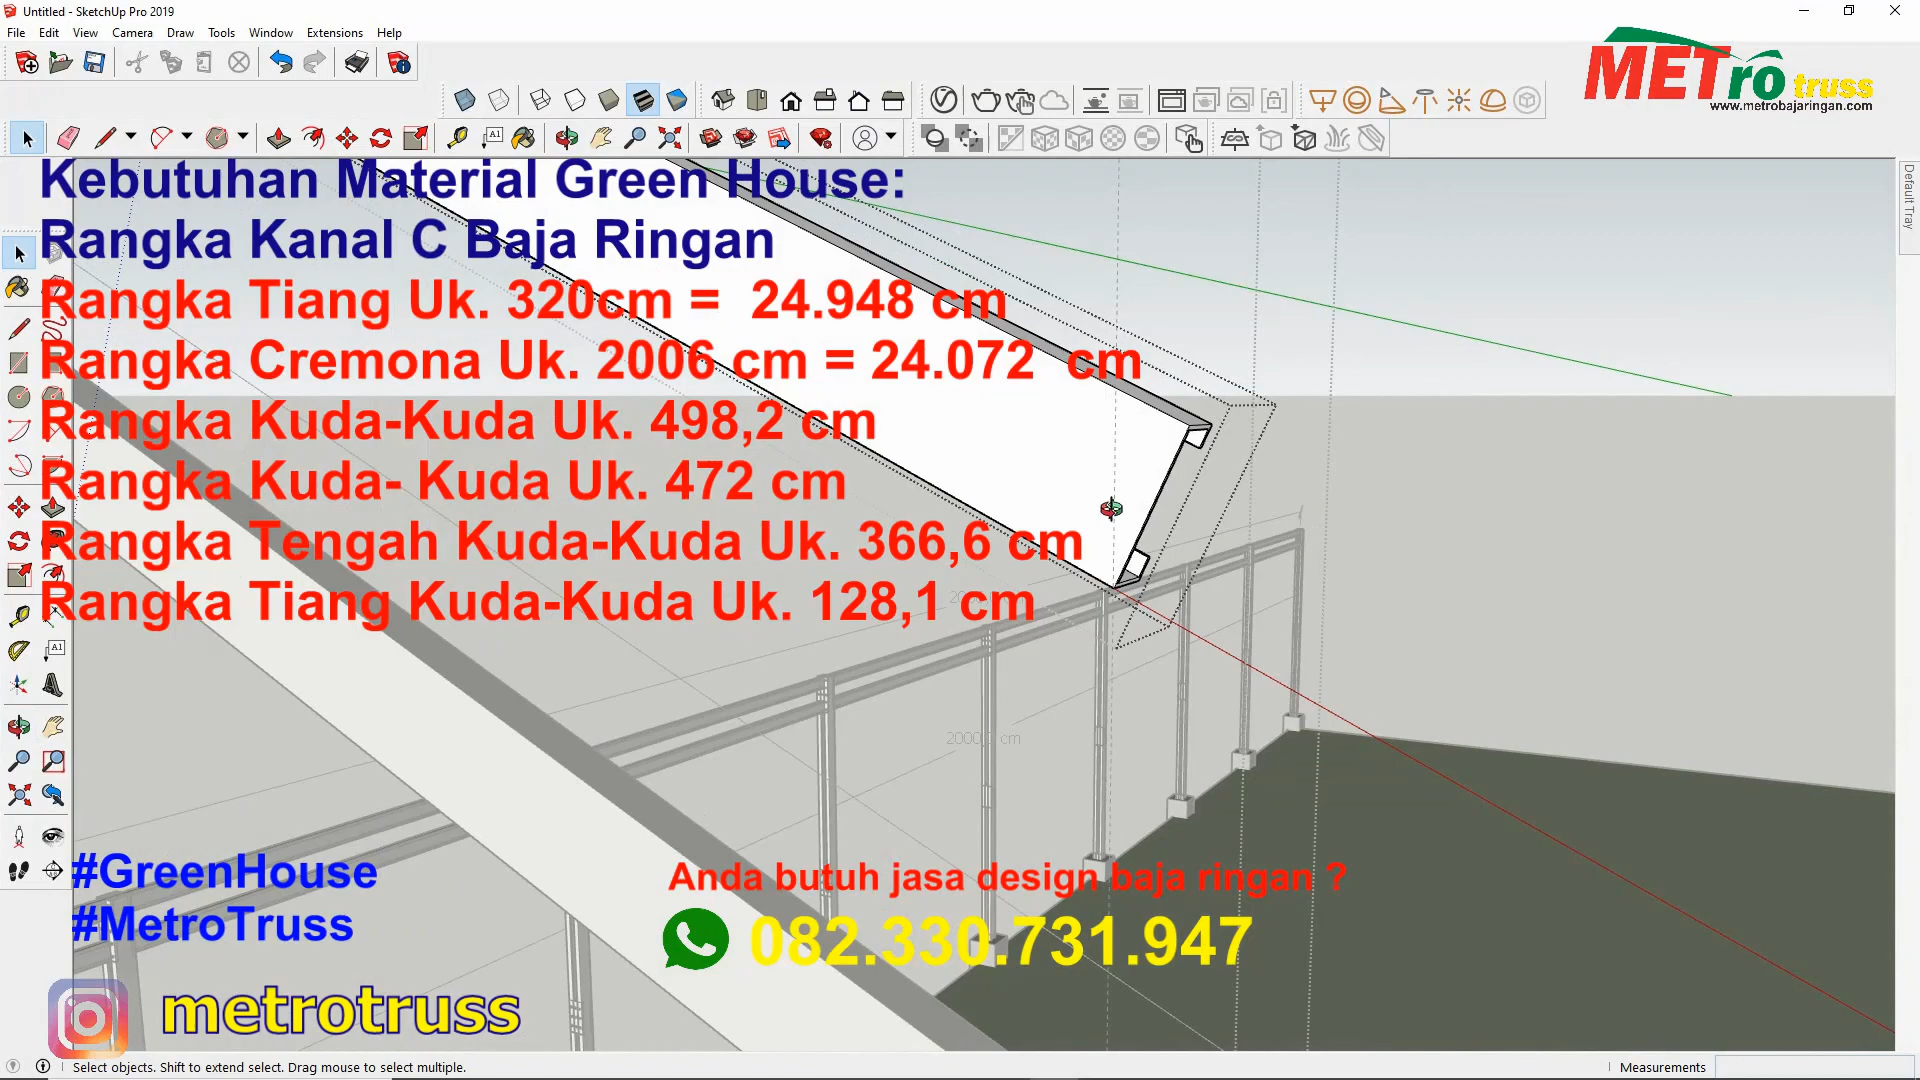 Untitled - SketchUp Pro 2019
File Edit View Camera Draw Tools Window Extensions Help
METro truss
www.metrobajaringan.com
Default Tray
Kebutuhan Material Green House:
Rangka Kanal C Baja Ringan
Rangka Tiang Uk. 320cm = 24.948 cm
Rangka Cremona Uk. 2006 cm = 24.072 cm
Rangka Kuda-Kuda Uk. 498,2 cm
Rangka Kuda- Kuda Uk. 472 cm
Rangka Tengah Kuda-Kuda Uk. 366,6 cm
Rangka Tiang Kuda-Kuda Uk. 128,1 cm
#GreenHouse
#MetroTruss
Anda butuh jasa design baja ringan ?
082.330.731.947
metrotruss
Select objects. Shift to extend select. Drag mouse to select multiple.
Measurements